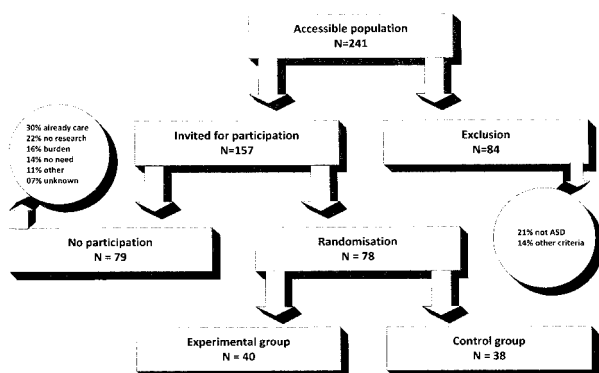 Accessible population
N=241
30% already care
22% no research
16% burden
14% no need
11% other
07% unknown
Invited for participation
N=157
Exclusion
N=84
21% not ASD
14% other criteria
No participation
N = 79
Randomisation
N = 78
Experimental group
N = 40
Control group
N = 38